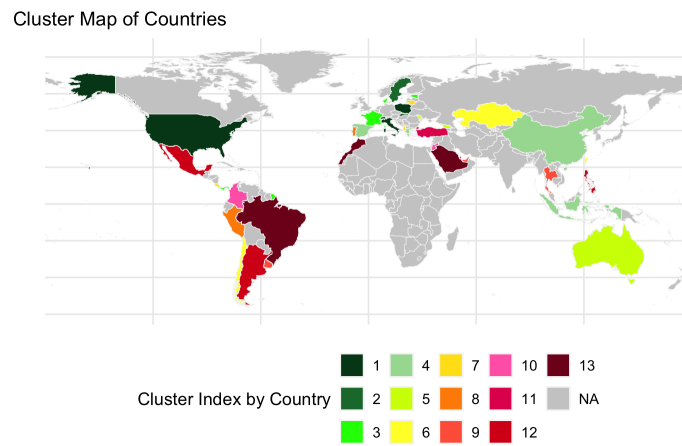 Cluster Map of Countries
Cluster Index by Country
1 4 7 10 13
2 5 8 11 NA
3 6 9 12